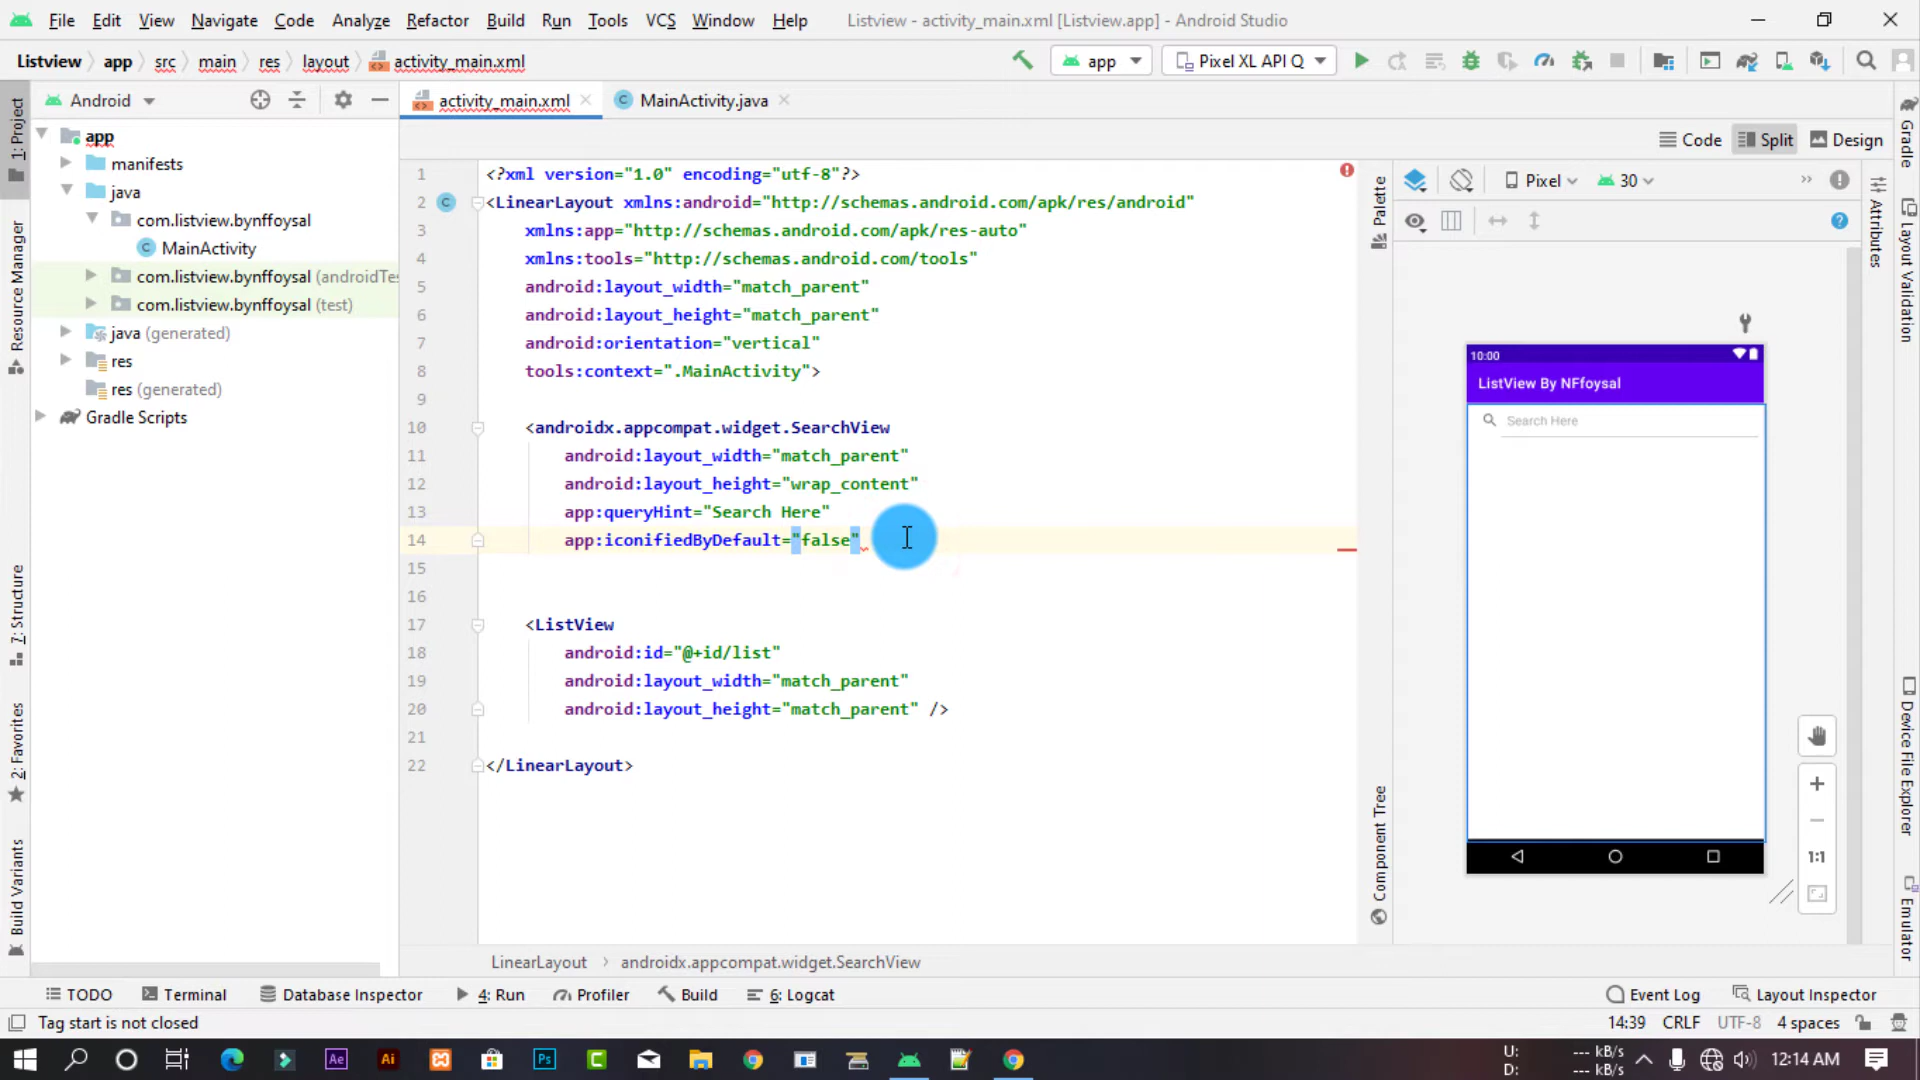 File Edit View Navigate Code Analyze Refactor Build Run Tools VCS Window Help Listview - activity_main.xml [Listview.app] - Android Studio
Listview app src main res layout activity_main.xml app Pixel XL API Q
Android activity_main.xml MainActivity.java
Code Split Design
Pixel 30
app
manifests
java
com.listview.bynffoysal
MainActivity
com.listview.bynffoysal (androidTes
com.listview.bynffoysal (test)
java (generated)
res
res (generated)
Gradle Scripts
1 <?xml version="1.0" encoding="utf-8"?>
2 <LinearLayout xmlns:android="http://schemas.android.com/apk/res/android"
3 xmlns:app="http://schemas.android.com/apk/res-auto"
4 xmlns:tools="http://schemas.android.com/tools"
5 android:layout_width="match_parent"
6 android:layout_height="match_parent"
7 android:orientation="vertical"
8 tools:context=".MainActivity">
9
10 <androidx.appcompat.widget.SearchView
11 android:layout_width="match_parent"
12 android:layout_height="wrap_content"
13 app:queryHint="Search Here"
14 app:iconifiedByDefault="false"
15
16
17 <ListView
18 android:id="@+id/list"
19 android:layout_width="match_parent"
20 android:layout_height="match_parent" />
21
22 </LinearLayout>
10:00
ListView By NFfoysal
Search Here
1:1
1: Project
Resource Manager
7: Structure
2: Favorites
Build Variants
Palette
Component Tree
Attributes
Gradle
Layout Validation
Device File Explorer
Emulator
LinearLayout androidx.appcompat.widget.SearchView
TODO Terminal Database Inspector 4: Run Profiler Build 6: Logcat Event Log Layout Inspector
Tag start is not closed 14:39 CRLF UTF-8 4 spaces
Ae Ai Ps C
U: --- kB/s
D: --- kB/s
12:14 AM